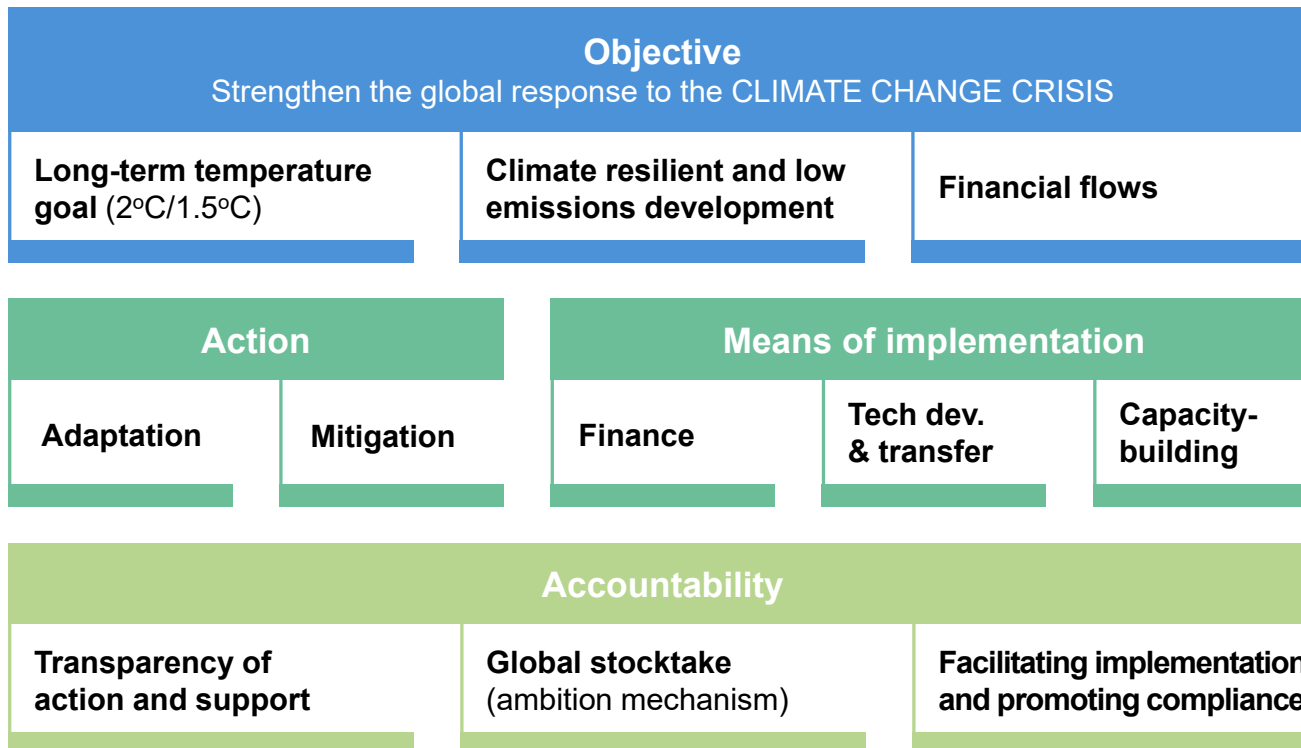 Objective
Strengthen the global response to the CLIMATE CHANGE CRISIS
Long-term temperature
goal (2ºC/1.5ºC)
Climate resilient and low
emissions development
Financial flows
Action
Means of implementation
Adaptation
Mitigation
Finance
Tech dev.
& transfer
Capacity-
building
Accountability
Transparency of
action and support
Global stocktake
(ambition mechanism)
Facilitating implementation
and promoting compliance